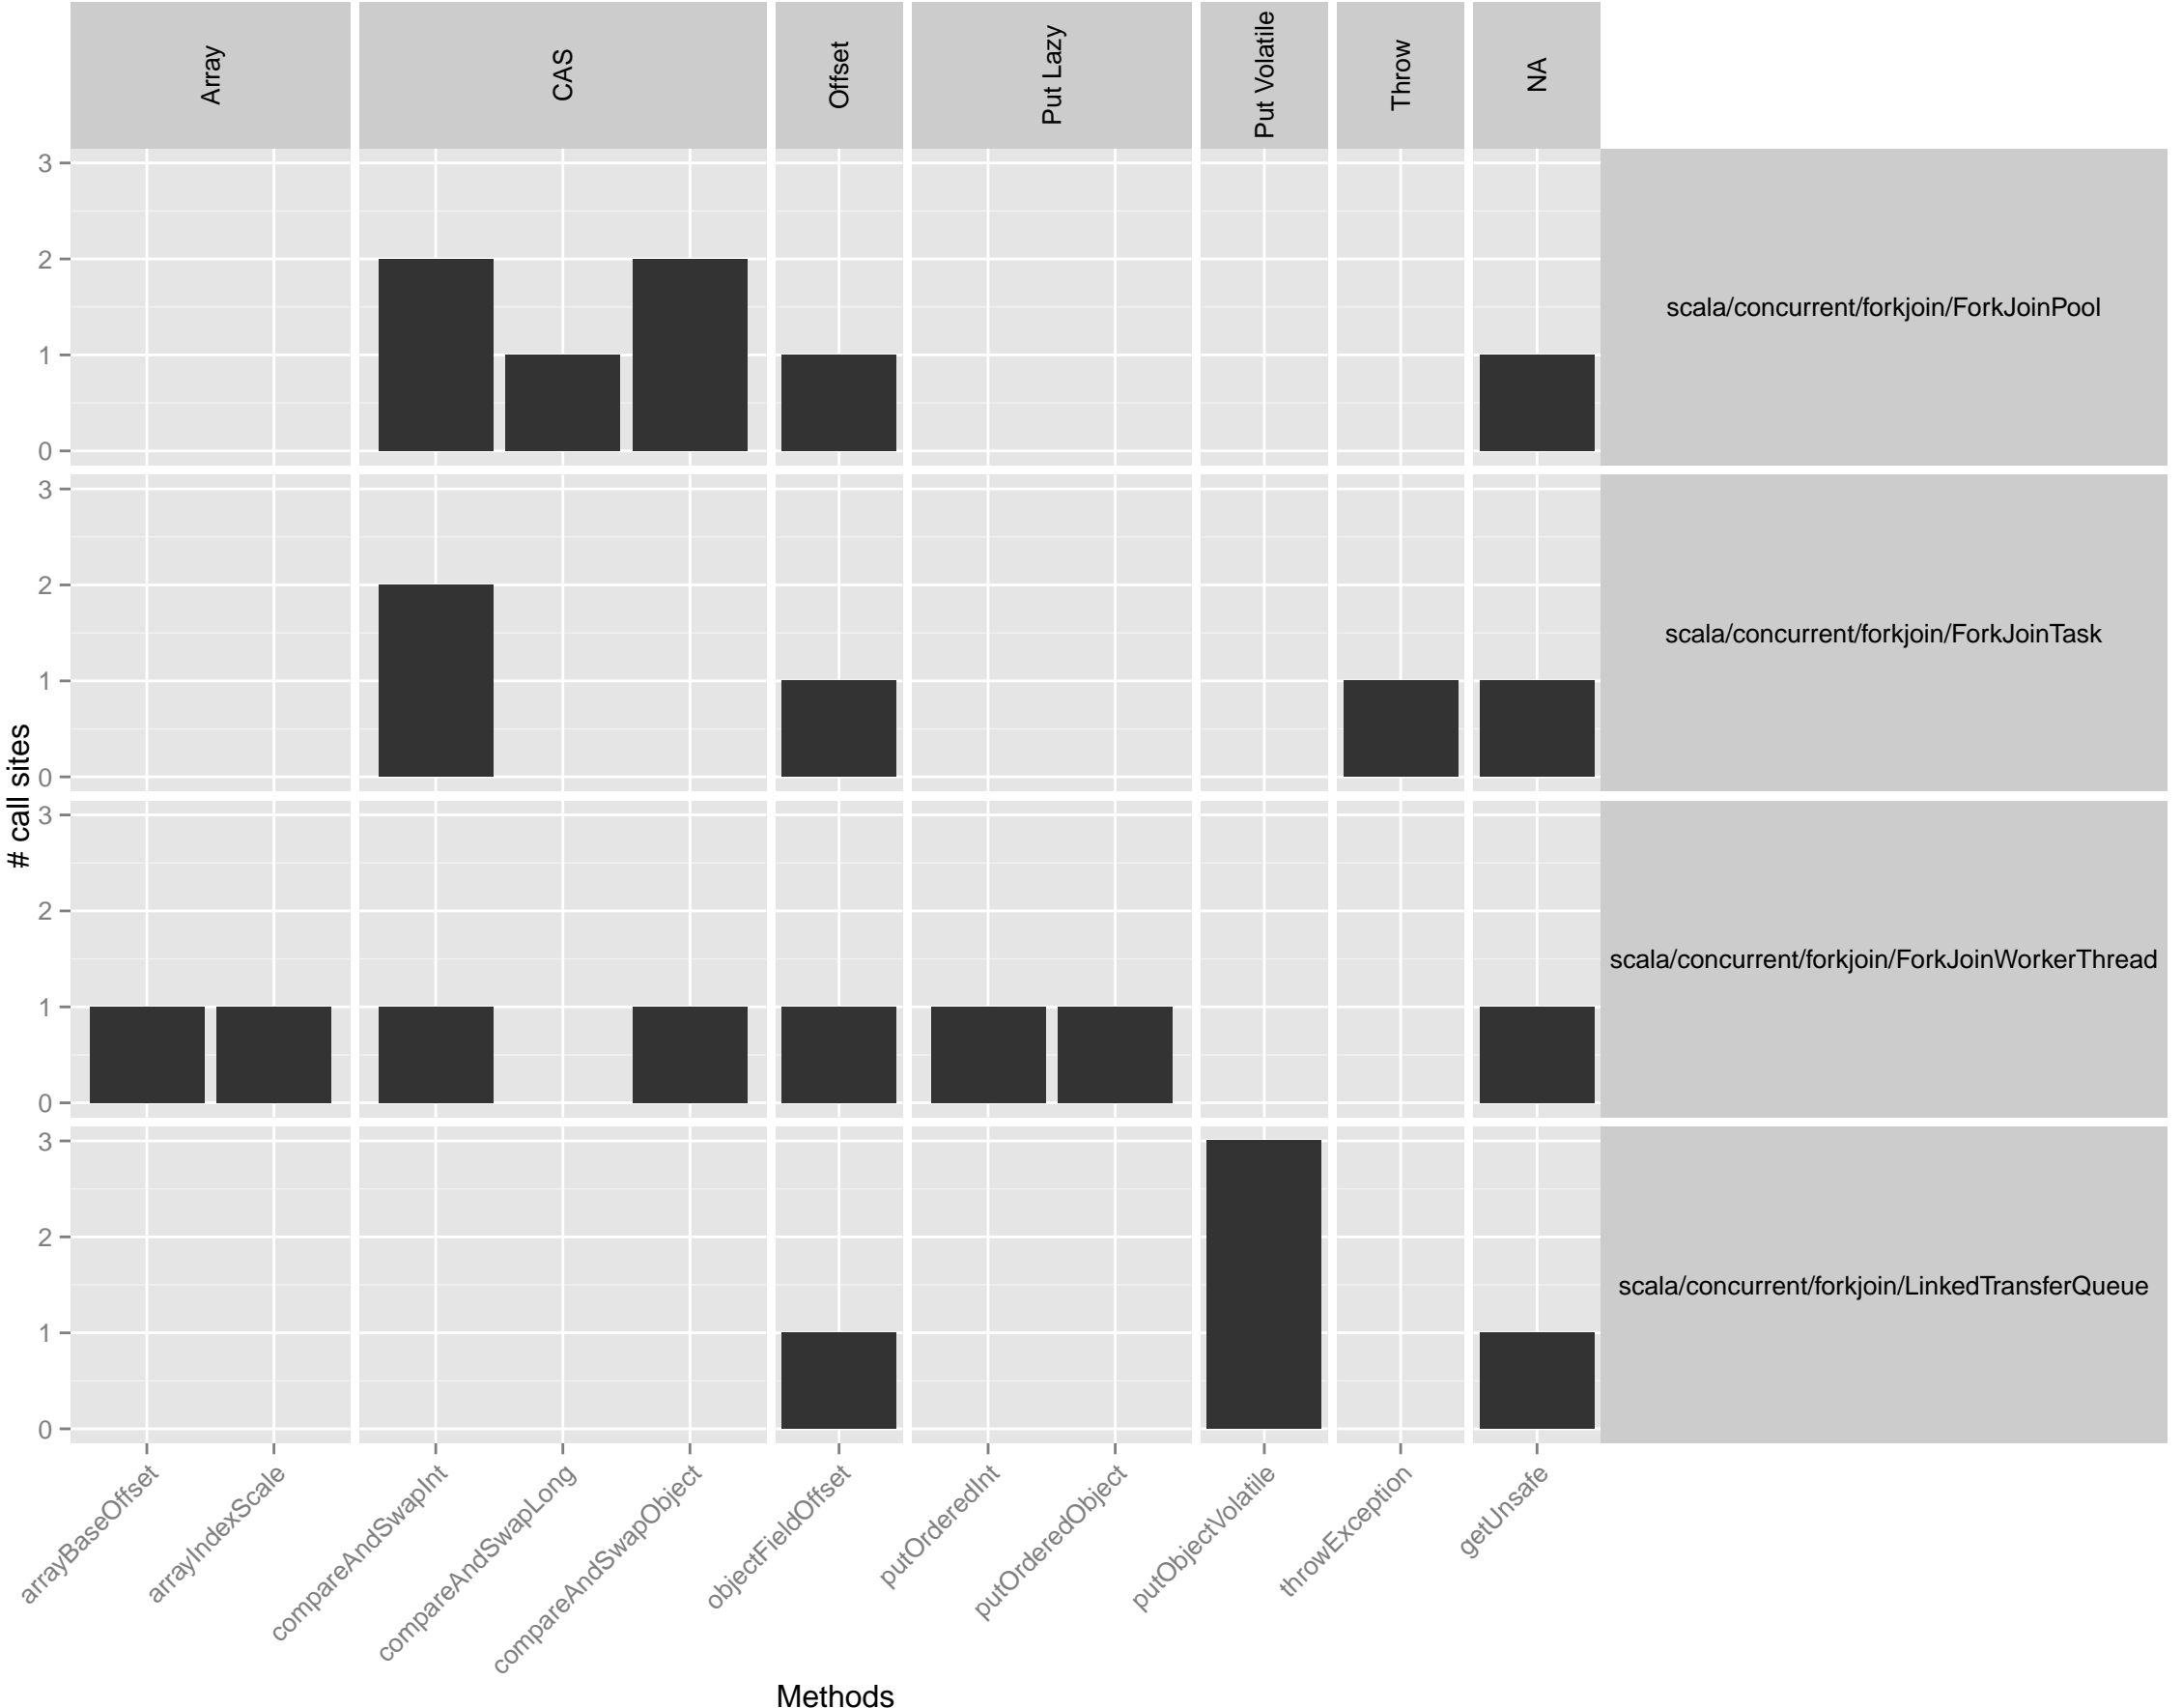 Array
CAS
Offset
Put Lazy
Put Volatile
Throw
NA
3
2
1
0
scala/concurrent/forkjoin/ForkJoinPool
3
2
1
0
scala/concurrent/forkjoin/ForkJoinTask
3
2
1
0
scala/concurrent/forkjoin/ForkJoinWorkerThread
3
2
1
0
scala/concurrent/forkjoin/LinkedTransferQueue
# call sites
arrayBaseOffset
arrayIndexScale
compareAndSwapInt
compareAndSwapLong
compareAndSwapObject
objectFieldOffset
putOrderedInt
putOrderedObject
putObjectVolatile
throwException
getUnsafe
Methods